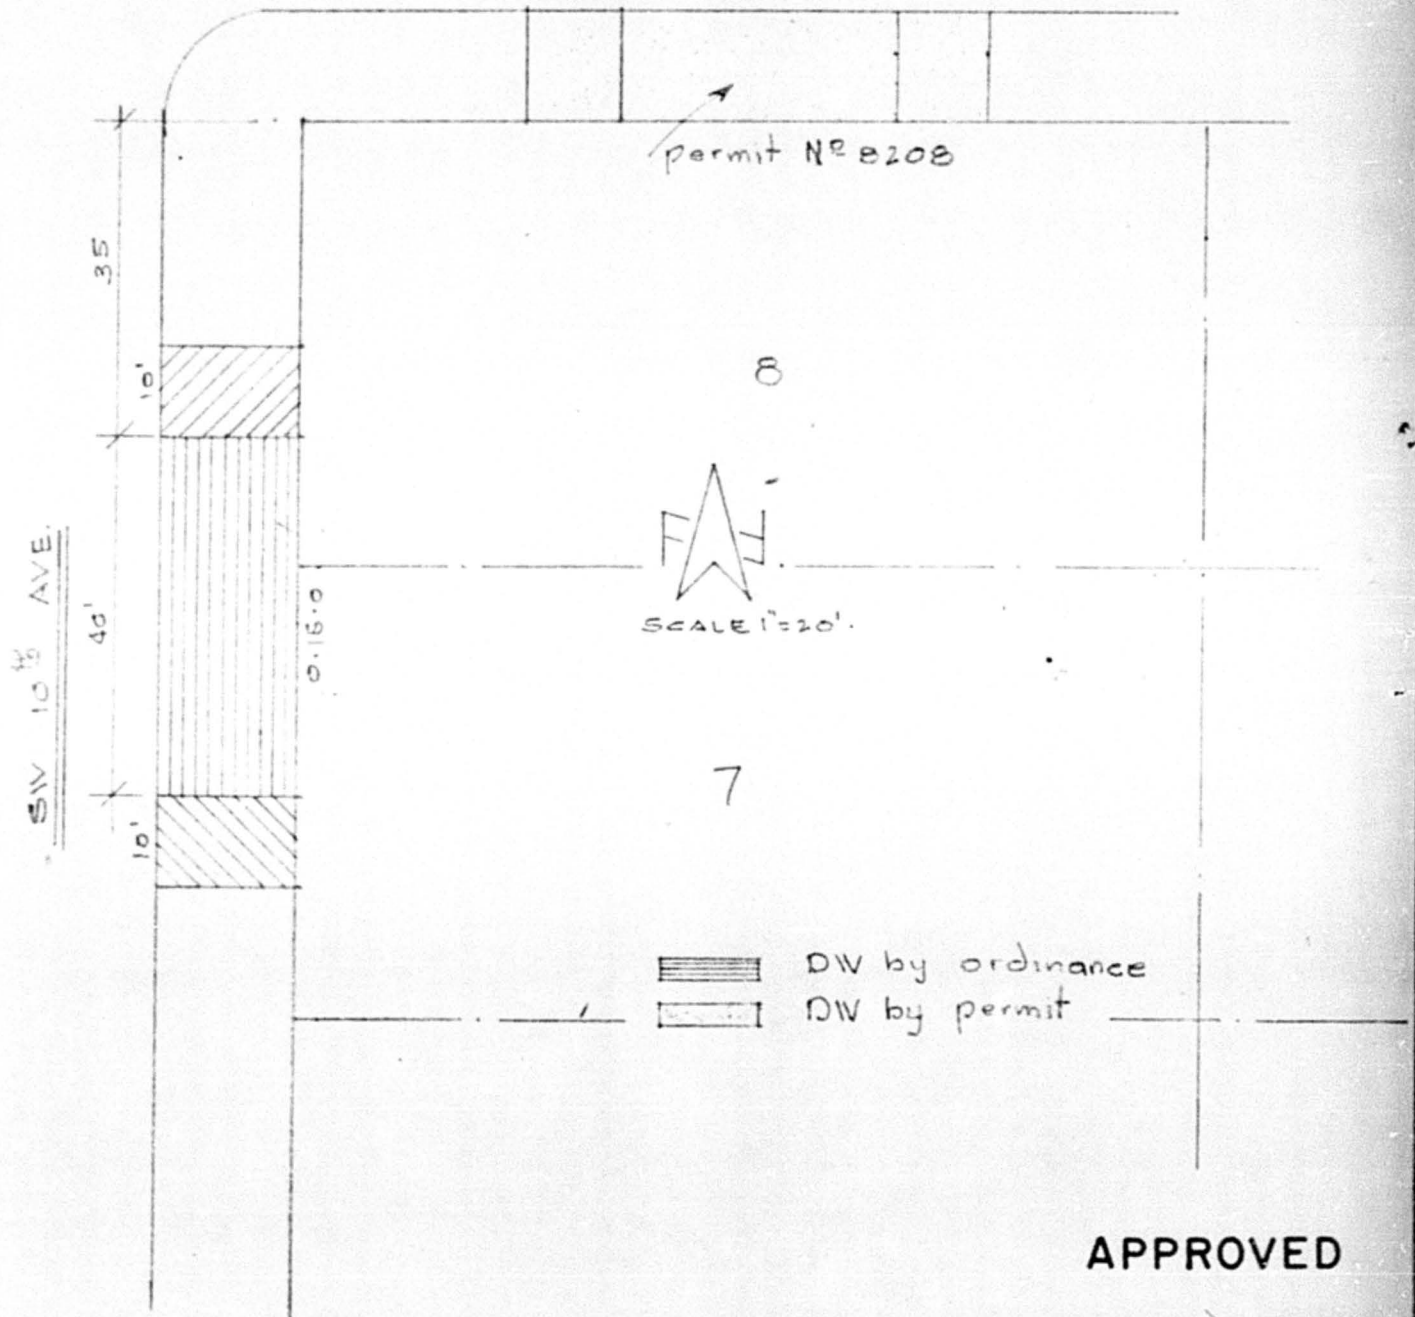 permit Nº 8208
35
10'
8
SW 10th AVE.
40'
0.15.0
SCALE 1"=20'.
7
10'
DW by ordinance
DW by permit
APPROVED